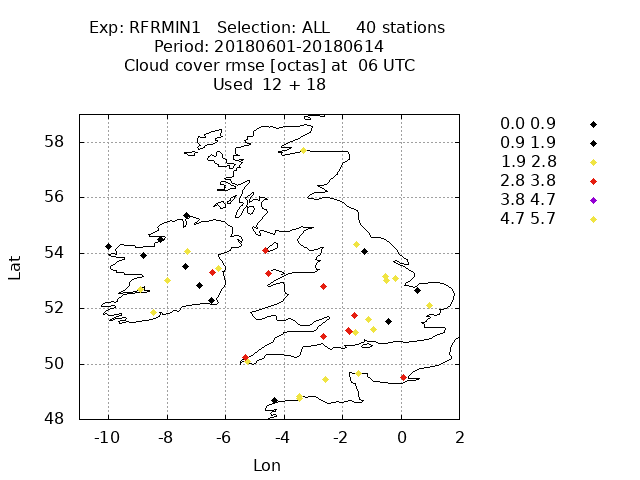 Exp: RFRMIN1 Selection: ALL 40 stations
Period: 20180601-20180614
Cloud cover rmse [octas] at 06 UTC
Used 12 + 18
0.0 0.9
0.9 1.9
1.9 2.8
2.8 3.8
3.8 4.7
4.7 5.7
58
56
54
52
50
48
Lat
-10 -8 -6 -4 -2 0 2
Lon